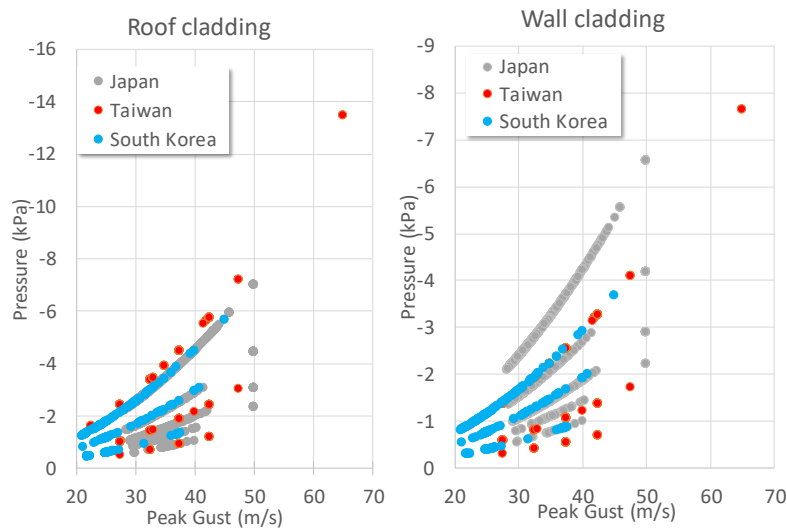 Roof cladding
-16
-14
-12
-10
-8
-6
-4
-2
0
Pressure (kPa)
Japan
Taiwan
South Korea
20 30 40 50 60 70
Peak Gust (m/s)
Wall cladding
-9
-8
-7
-6
-5
-4
-3
-2
-1
0
Pressure (kPa)
Japan
Taiwan
South Korea
20 30 40 50 60 70
Peak Gust (m/s)